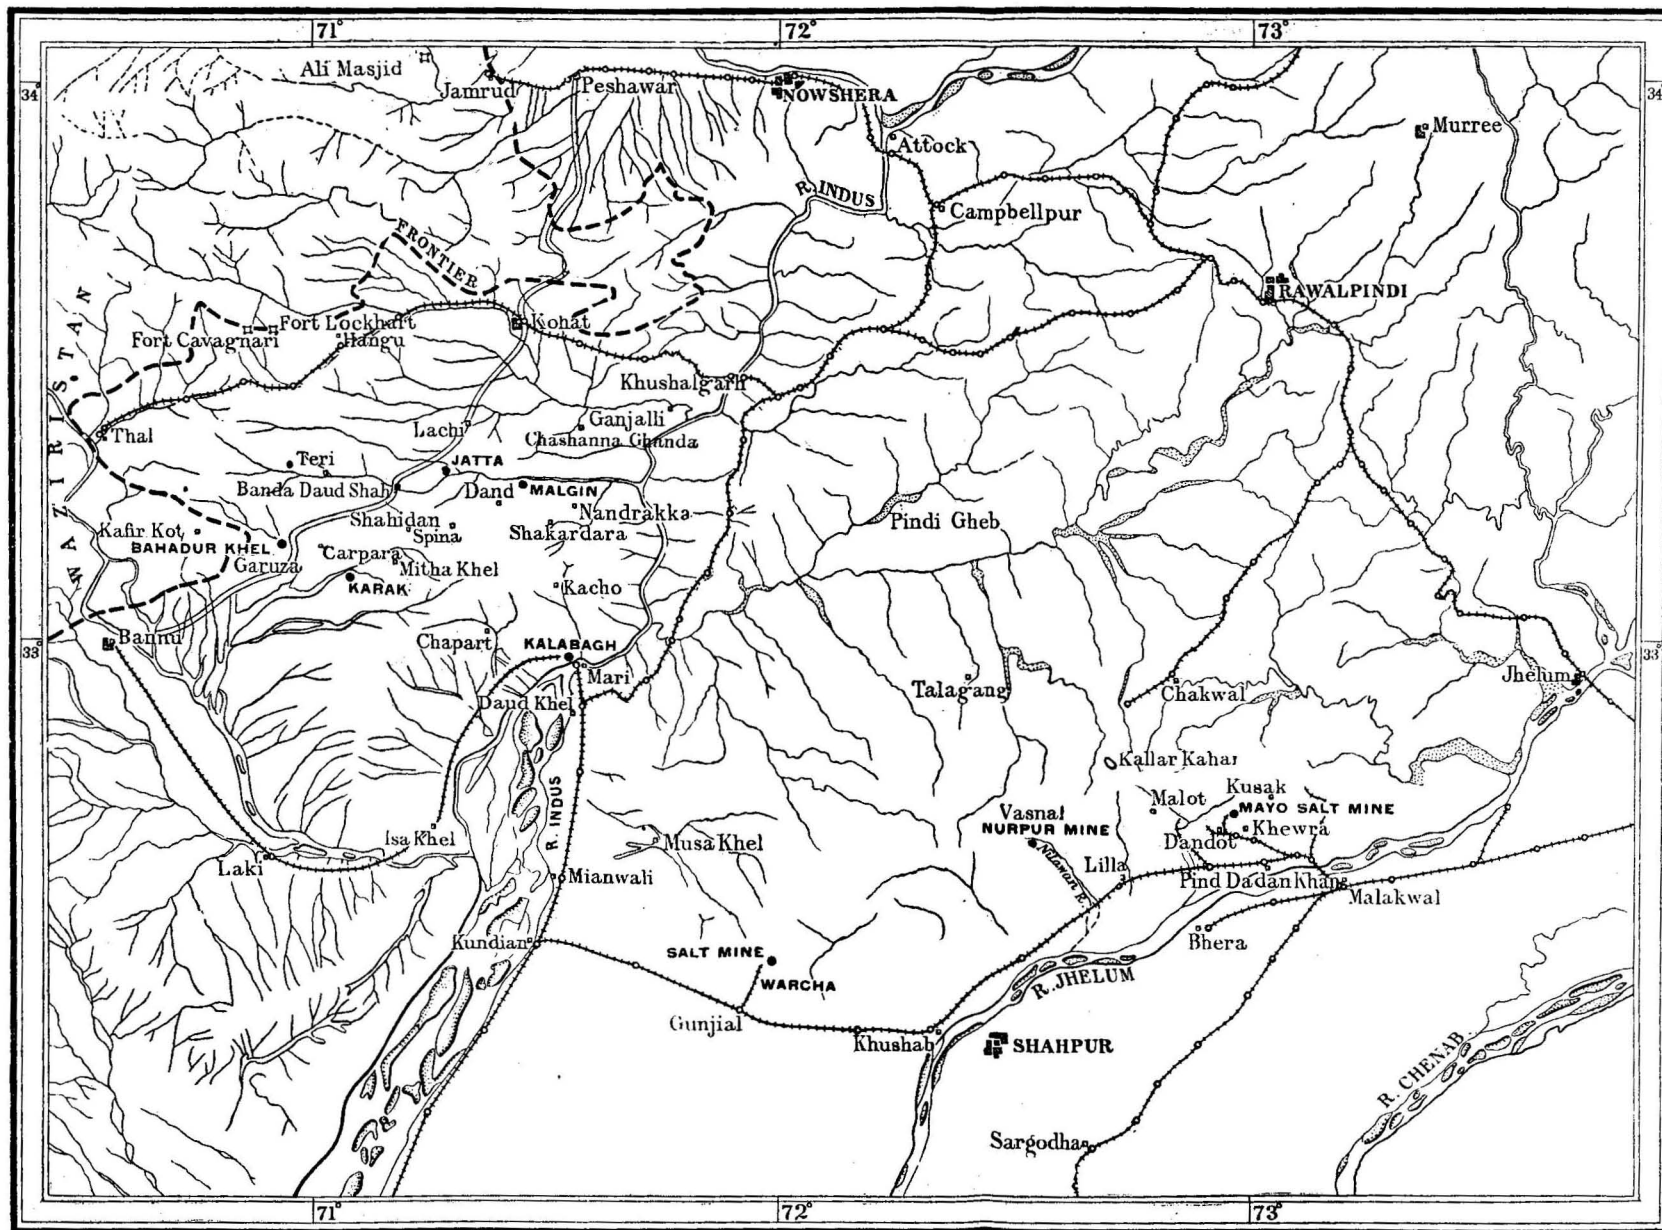 71°
72°
73°
34°
34
Ali Masjid
Jamrud
Peshawar
NOWSHERA
Murree
Attock
R. INDUS
Campbellpur
FRONTIER
RAWALPINDI
WAZIRISTAN
Fort Lockhart
Kohat
Fort Cavagnari
Hangu
Khushalgarh
Ganjalli
Thal
Lachi
Chashanna Ghunda
Teri
JATTA
Banda Daud Shah
Dand
MALGIN
Nandrakka
Shahidan
Spina
Shakardara
Pindi Gheb
Kafir Kot
BAHADUR KHEL
Garuza
Carpara
Mitha Khel
KARAK
Kacho
Bannu
Chapart
KALABAGH
33°
33°
Mari
Jhelum
Talagang
Chakwal
Daud Khel
Kallar Kahar
R. INDUS
Kusak
Malot
MAYO SALT MINE
Vasnal
NURPUR MINE
Khewra
Dandot
Isa Khel
Musa Khel
Nilawan R.
Lilla
Laki
Mianwali
Pind Dadan Khan
Malakwal
Kundian
Bhera
SALT MINE
WARCHA
R. JHELUM
Gunjial
Khushab
SHAHPUR
R. CHENAB
Sargodha
71°
72°
73°